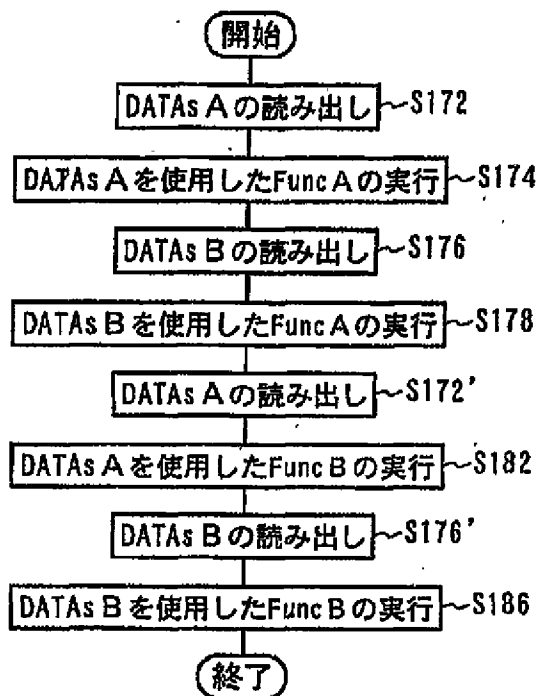 開始
DATAs Aの読み出し ~S172
DATAs Aを使用したFunc Aの実行 ~S174
DATAs Bの読み出し ~S176
DATAs Bを使用したFunc Aの実行 ~S178
DATAs Aの読み出し ~S172'
DATAs Aを使用したFunc Bの実行 ~S182
DATAs Bの読み出し ~S176'
DATAs Bを使用したFunc Bの実行 ~S186
終了